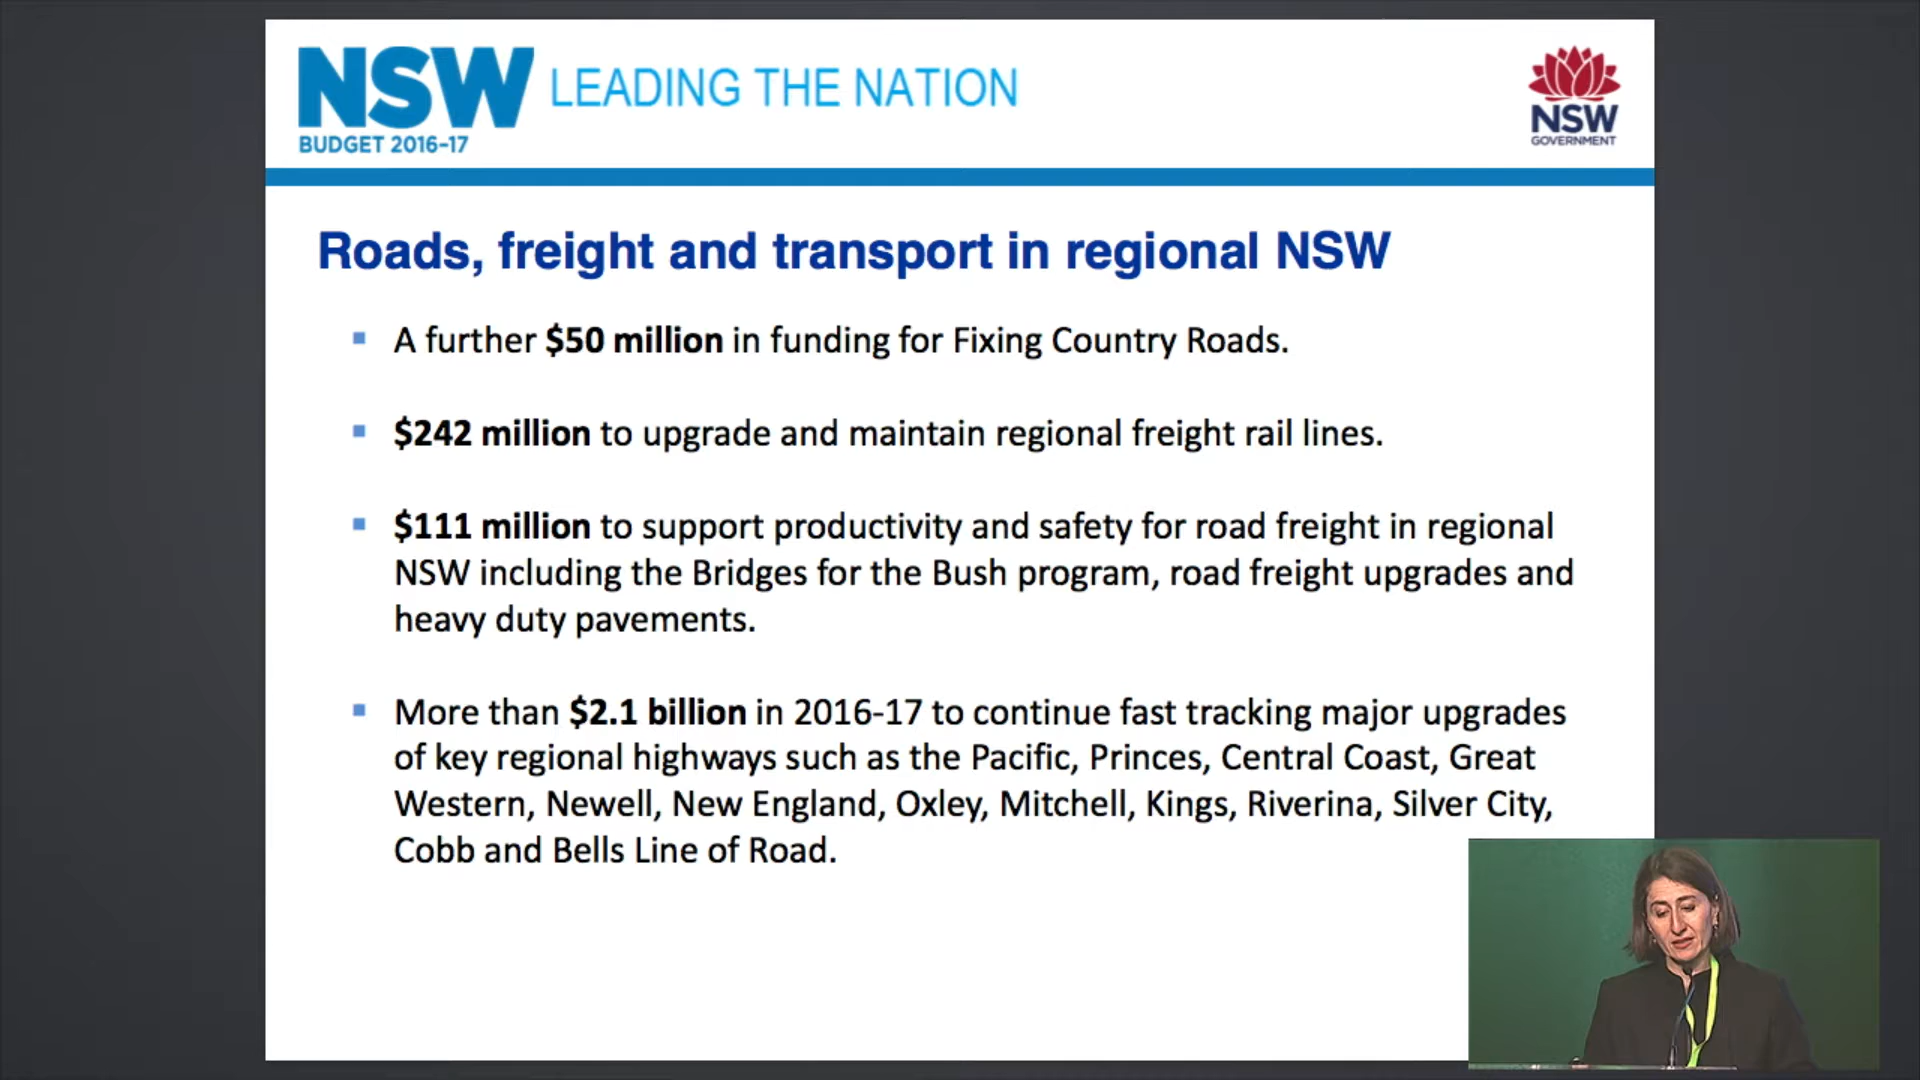 NSW LEADING THE NATION
BUDGET 2016-17
NSW
GOVERNMENT
Roads, freight and transport in regional NSW
▪ A further $50 million in funding for Fixing Country Roads.
▪ $242 million to upgrade and maintain regional freight rail lines.
▪ $111 million to support productivity and safety for road freight in regional
NSW including the Bridges for the Bush program, road freight upgrades and
heavy duty pavements.
▪ More than $2.1 billion in 2016-17 to continue fast tracking major upgrades
of key regional highways such as the Pacific, Princes, Central Coast, Great
Western, Newell, New England, Oxley, Mitchell, Kings, Riverina, Silver City,
Cobb and Bells Line of Road.